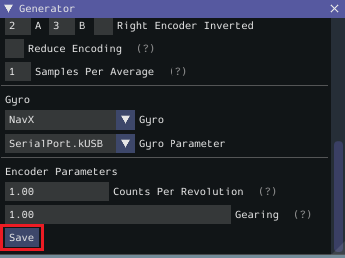 Generator
2 A 3 B Right Encoder Inverted
Reduce Encoding (?)
1 Samples Per Average (?)
Gyro
NavX Gyro
SerialPort.kUSB Gyro Parameter
Encoder Parameters
1.00 Counts Per Revolution (?)
1.00 Gearing (?)
Save